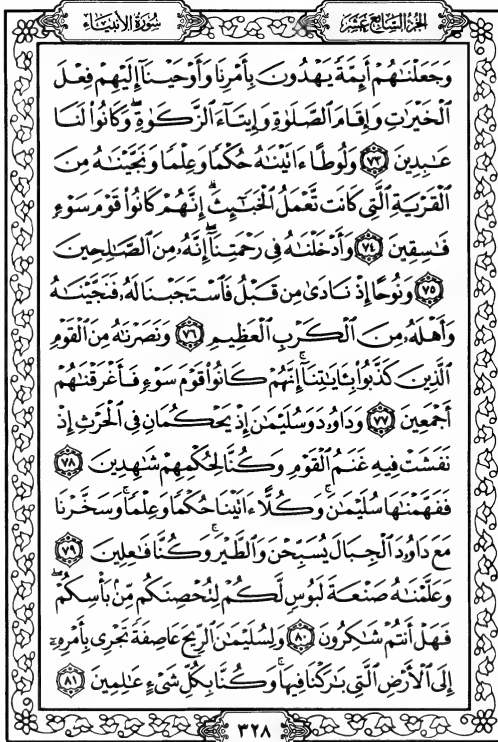 الجزء السابع عشر
سورة الأنبياء
وَجَعَلْنَٰهُمْ أَئِمَّةً يَهْدُونَ بِأَمْرِنَا وَأَوْحَيْنَآ إِلَيْهِمْ فِعْلَ
ٱلْخَيْرَٰتِ وَإِقَامَ ٱلصَّلَوٰةِ وَإِيتَآءَ ٱلزَّكَوٰةِ ۖ وَكَانُوا۟ لَنَا
عَٰبِدِينَ ﴿٧٣﴾ وَلُوطًا ءَاتَيْنَٰهُ حُكْمًا وَعِلْمًا وَنَجَّيْنَٰهُ مِنَ
ٱلْقَرْيَةِ ٱلَّتِى كَانَت تَّعْمَلُ ٱلْخَبَٰٓئِثَ ۗ إِنَّهُمْ كَانُوا۟ قَوْمَ سَوْءٍ
فَٰسِقِينَ ﴿٧٤﴾ وَأَدْخَلْنَٰهُ فِى رَحْمَتِنَآ ۖ إِنَّهُۥ مِنَ ٱلصَّٰلِحِينَ
﴿٧٥﴾ وَنُوحًا إِذْ نَادَىٰ مِن قَبْلُ فَٱسْتَجَبْنَا لَهُۥ فَنَجَّيْنَٰهُ
وَأَهْلَهُۥ مِنَ ٱلْكَرْبِ ٱلْعَظِيمِ ﴿٧٦﴾ وَنَصَرْنَٰهُ مِنَ ٱلْقَوْمِ
ٱلَّذِينَ كَذَّبُوا۟ بِـَٔايَٰتِنَآ ۚ إِنَّهُمْ كَانُوا۟ قَوْمَ سَوْءٍ فَأَغْرَقْنَٰهُمْ
أَجْمَعِينَ ﴿٧٧﴾ وَدَاوُۥدَ وَسُلَيْمَٰنَ إِذْ يَحْكُمَانِ فِى ٱلْحَرْثِ إِذْ
نَفَشَتْ فِيهِ غَنَمُ ٱلْقَوْمِ وَكُنَّا لِحُكْمِهِمْ شَٰهِدِينَ ﴿٧٨﴾
فَفَهَّمْنَٰهَا سُلَيْمَٰنَ ۚ وَكُلًّا ءَاتَيْنَا حُكْمًا وَعِلْمًا ۚ وَسَخَّرْنَا
مَعَ دَاوُۥدَ ٱلْجِبَالَ يُسَبِّحْنَ وَٱلطَّيْرَ ۚ وَكُنَّا فَٰعِلِينَ ﴿٧٩﴾
وَعَلَّمْنَٰهُ صَنْعَةَ لَبُوسٍ لَّكُمْ لِتُحْصِنَكُم مِّنۢ بَأْسِكُمْ ۖ
فَهَلْ أَنتُمْ شَٰكِرُونَ ﴿٨٠﴾ وَلِسُلَيْمَٰنَ ٱلرِّيحَ عَاصِفَةً تَجْرِى بِأَمْرِهِۦٓ
إِلَى ٱلْأَرْضِ ٱلَّتِى بَٰرَكْنَا فِيهَا ۚ وَكُنَّا بِكُلِّ شَىْءٍ عَٰلِمِينَ ﴿٨١﴾
٣٢٨